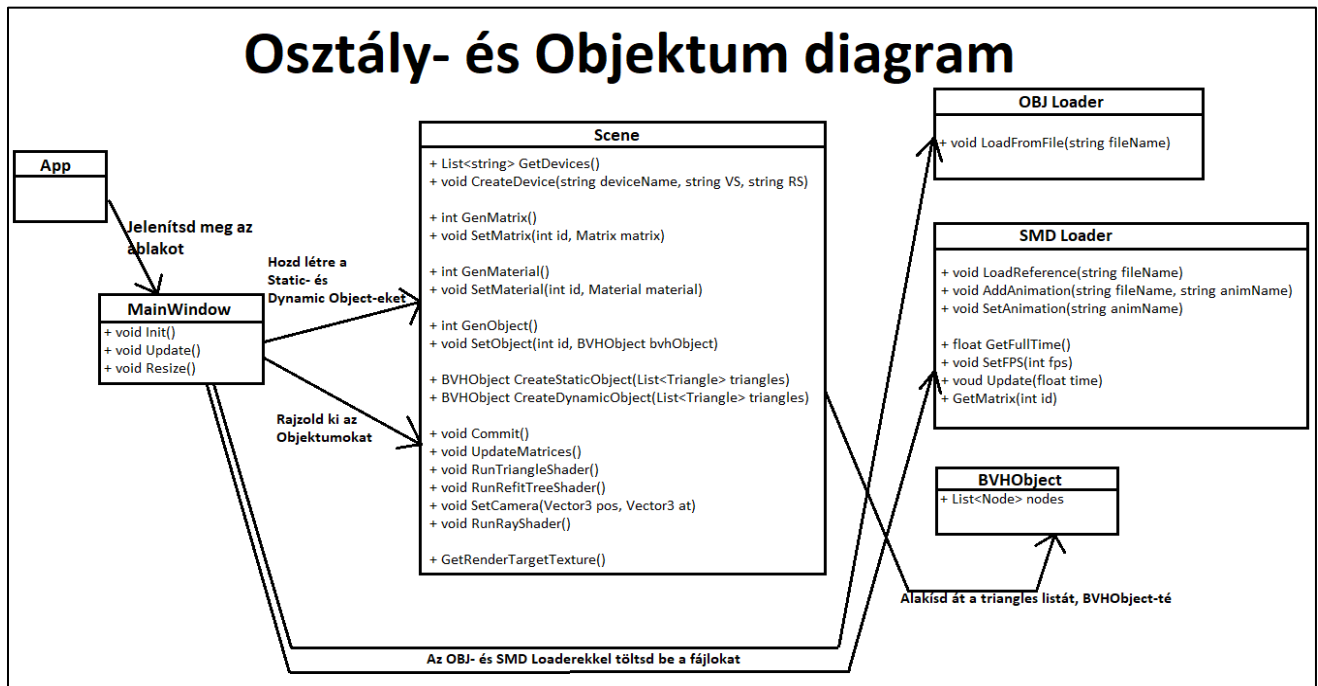 Osztály- és Objektum diagram
App
Jelenítsd meg az
ablakot
MainWindow
+ void Init()
+ void Update()
+ void Resize()
Hozd létre a
Static- és
Dynamic Object-eket
Rajzold ki az
Objektumokat
Scene
+ List<string> GetDevices()
+ void CreateDevice(string deviceName, string VS, string RS)
+ int GenMatrix()
+ void SetMatrix(int id, Matrix matrix)
+ int GenMaterial()
+ void SetMaterial(int id, Material material)
+ int GenObject()
+ void SetObject(int id, BVHObject bvhObject)
+ BVHObject CreateStaticObject(List<Triangle> triangles)
+ BVHObject CreateDynamicObject(List<Triangle> triangles)
+ void Commit()
+ void UpdateMatrices()
+ void RunTriangleShader()
+ void RunRefitTreeShader()
+ void SetCamera(Vector3 pos, Vector3 at)
+ void RunRayShader()
+ GetRenderTargetTexture()
OBJ Loader
+ void LoadFromFile(string fileName)
SMD Loader
+ void LoadReference(string fileName)
+ void AddAnimation(string fileName, string animName)
+ void SetAnimation(string animName)
+ float GetFullTime()
+ void SetFPS(int fps)
+ voud Update(float time)
+ GetMatrix(int id)
BVHObject
+ List<Node> nodes
Alakísd át a triangles listát, BVHObject-té
Az OBJ- és SMD Loaderekkel töltsd be a fájlokat